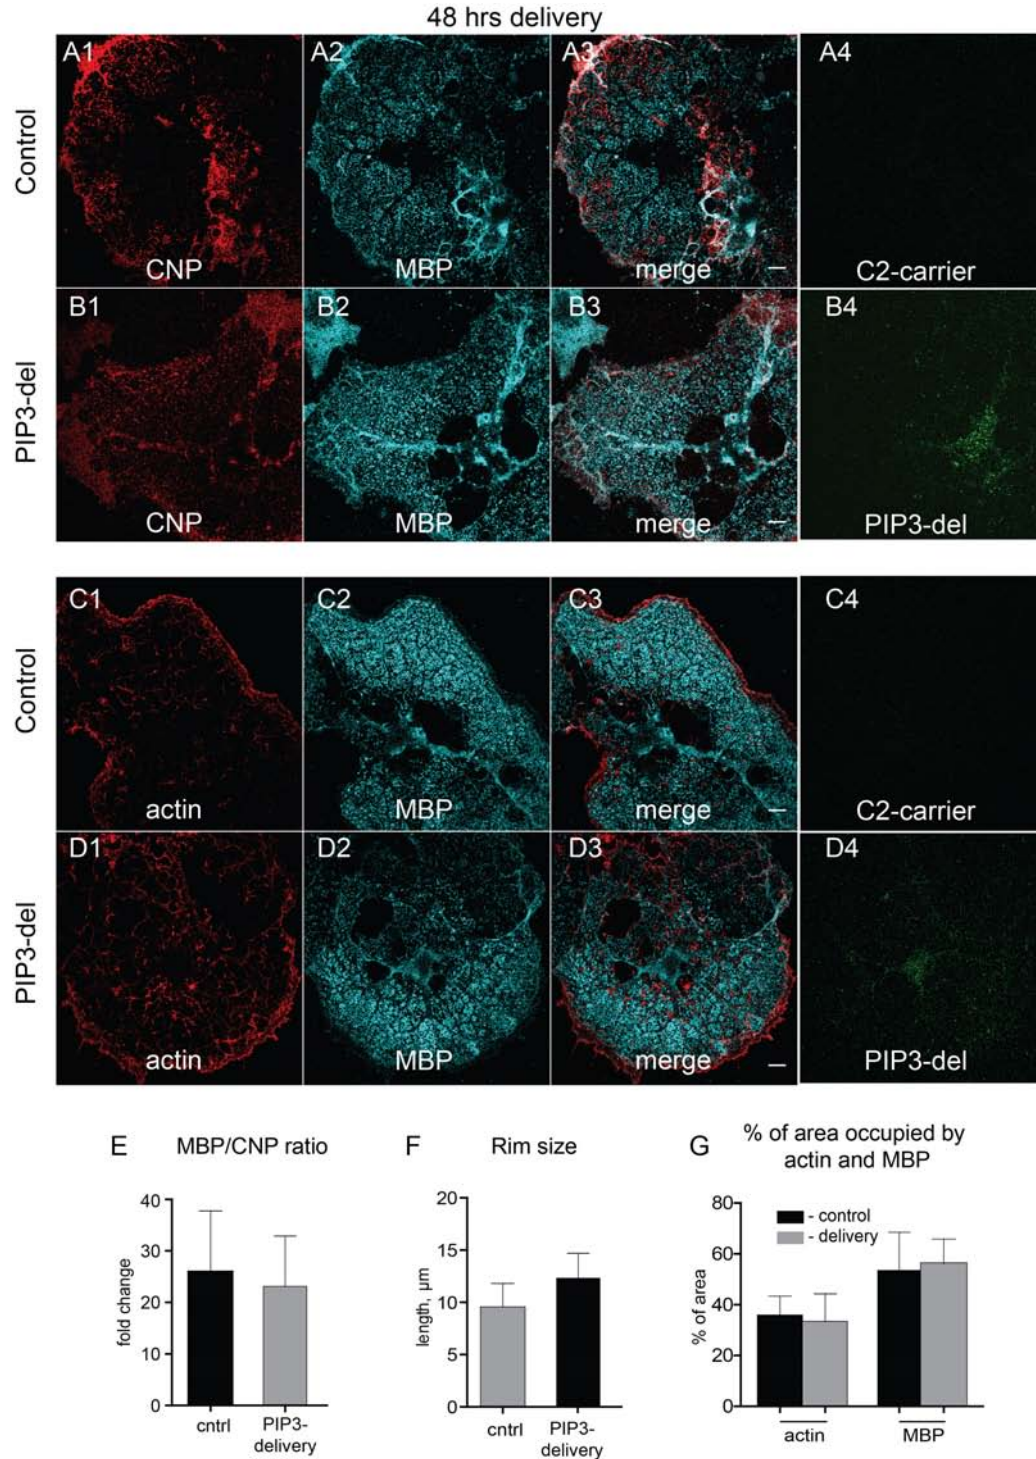 48 hrs delivery
Control
A1
CNP
A2
MBP
A3
merge
A4
C2-carrier
PIP3-del
B1
CNP
B2
MBP
B3
merge
B4
PIP3-del
Control
C1
actin
C2
MBP
C3
merge
C4
C2-carrier
PIP3-del
D1
actin
D2
MBP
D3
merge
D4
PIP3-del
E MBP/CNP ratio
fold change
40
30
20
10
0
cntrl
PIP3-
delivery
F Rim size
length, µm
20
15
10
5
0
cntrl
PIP3-
delivery
G % of area occupied by
actin and MBP
% of area
80
60
40
20
0
- control
- delivery
actin
MBP